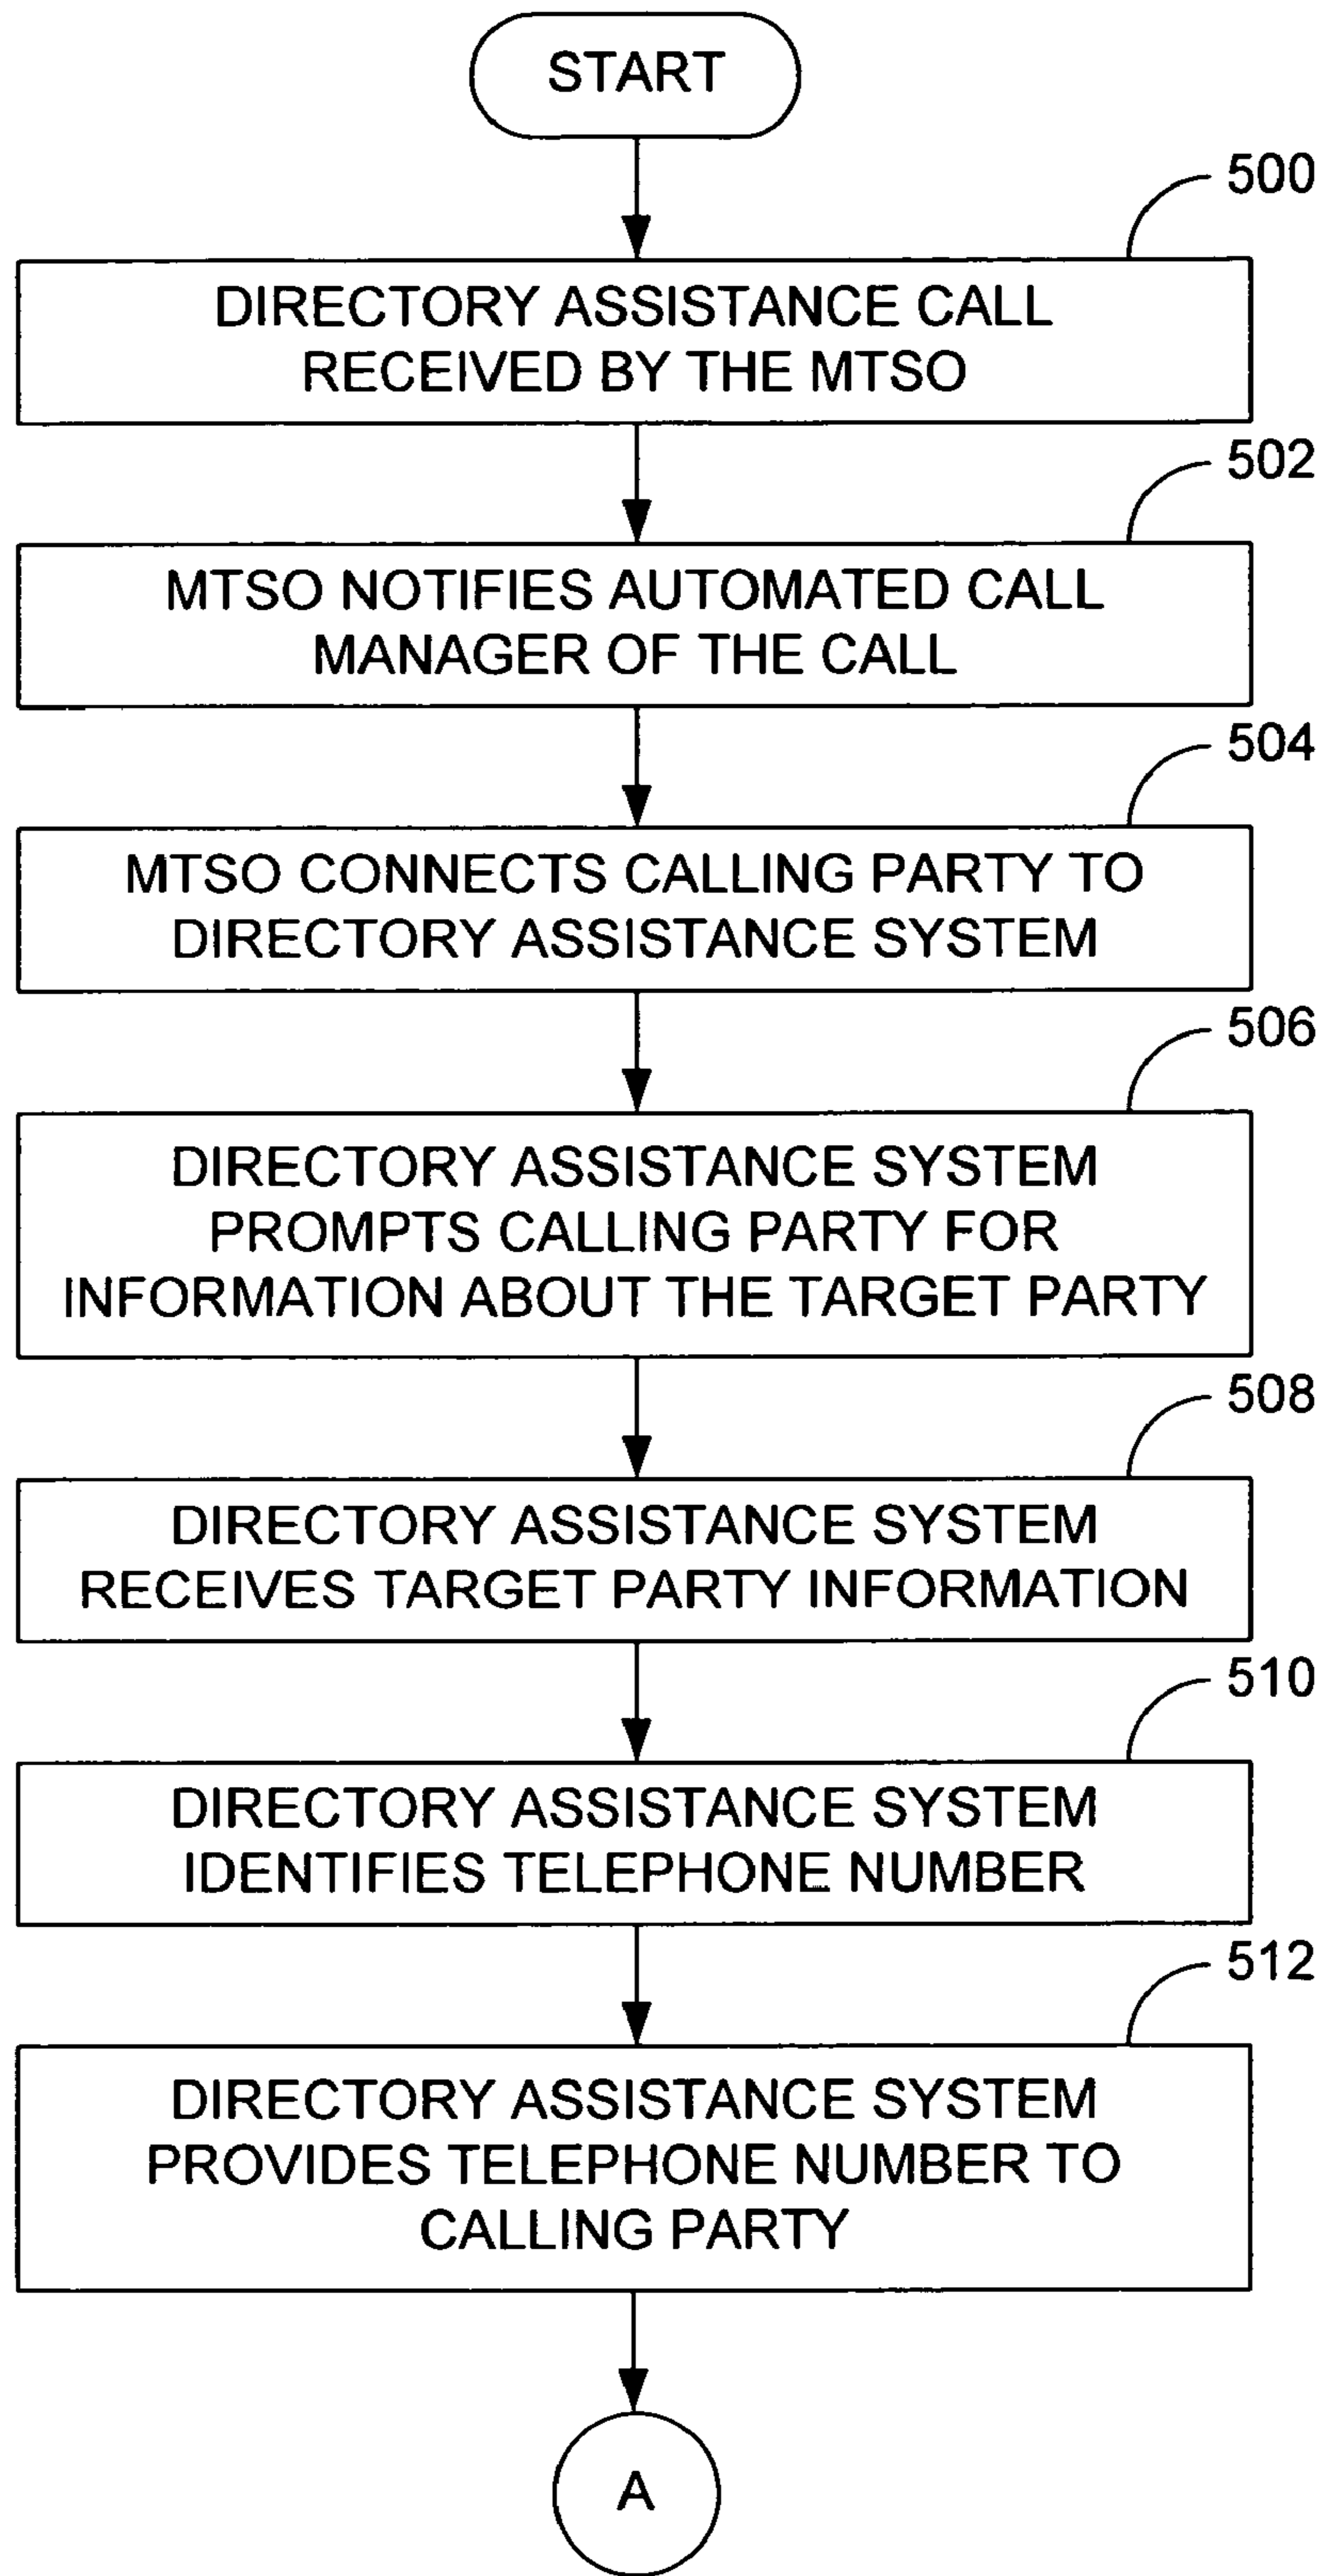 START
500
DIRECTORY ASSISTANCE CALL
RECEIVED BY THE MTSO
502
MTSO NOTIFIES AUTOMATED CALL
MANAGER OF THE CALL
504
MTSO CONNECTS CALLING PARTY TO
DIRECTORY ASSISTANCE SYSTEM
506
DIRECTORY ASSISTANCE SYSTEM
PROMPTS CALLING PARTY FOR
INFORMATION ABOUT THE TARGET PARTY
508
DIRECTORY ASSISTANCE SYSTEM
RECEIVES TARGET PARTY INFORMATION
510
DIRECTORY ASSISTANCE SYSTEM
IDENTIFIES TELEPHONE NUMBER
512
DIRECTORY ASSISTANCE SYSTEM
PROVIDES TELEPHONE NUMBER TO
CALLING PARTY
A